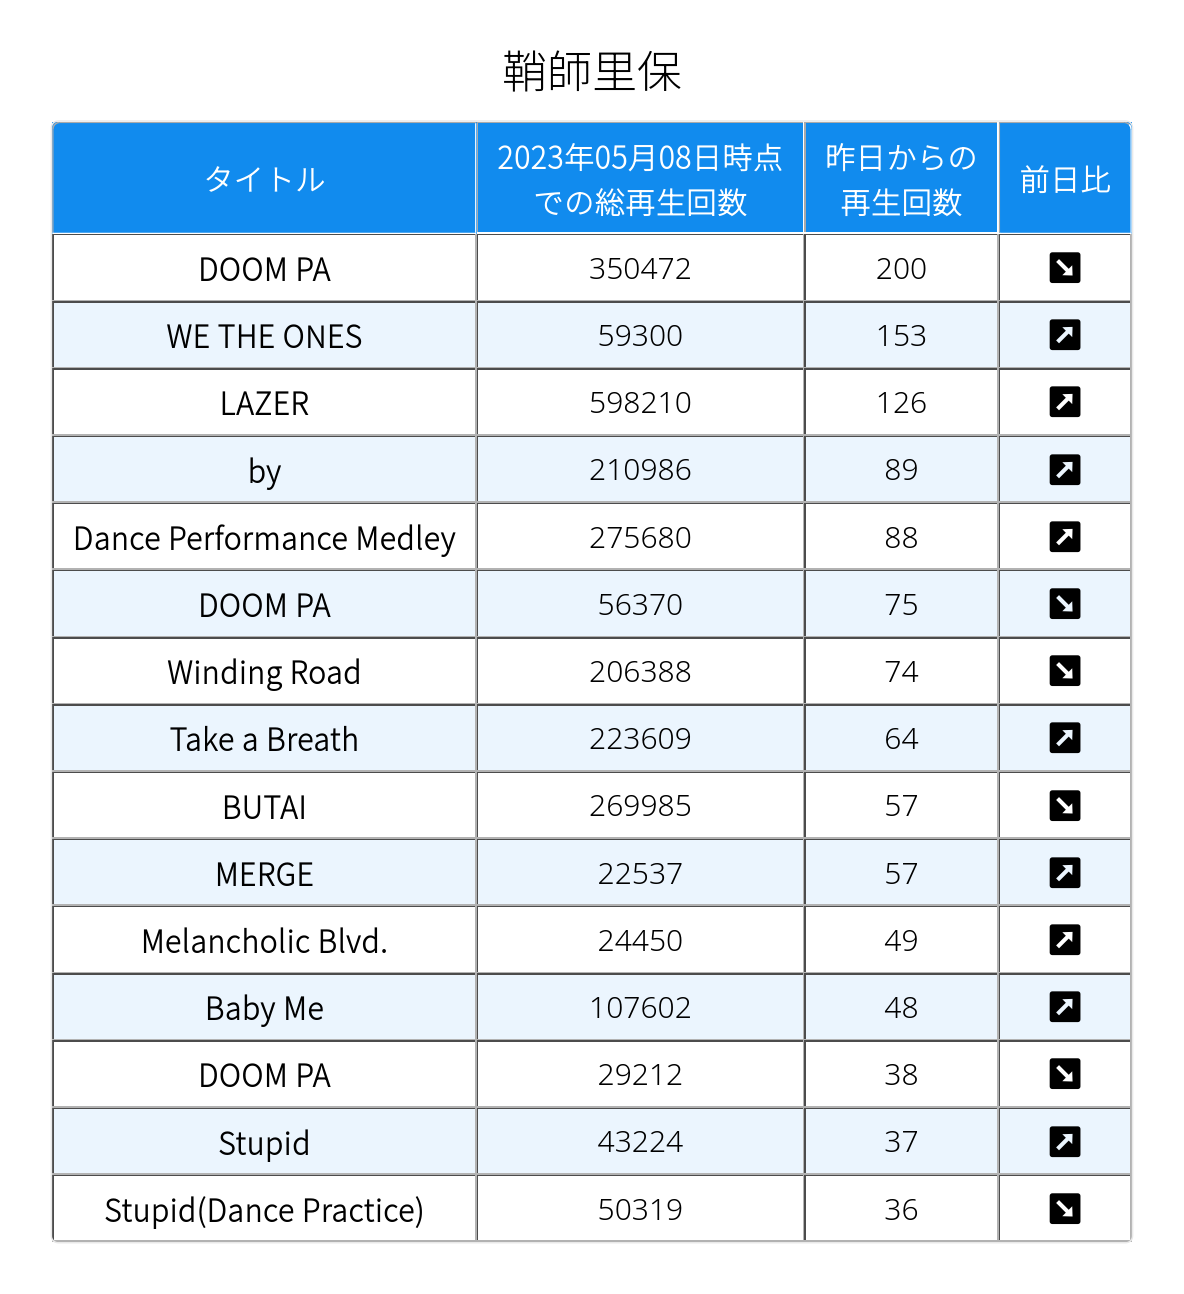 鞘師里保
タイトル 2023年05月08日時点での総再生回数 昨日からの再生回数 前日比
DOOM PA 350472 200 ↘
WE THE ONES 59300 153 ↗
LAZER 598210 126 ↗
by 210986 89 ↗
Dance Performance Medley 275680 88 ↗
DOOM PA 56370 75 ↘
Winding Road 206388 74 ↘
Take a Breath 223609 64 ↗
BUTAI 269985 57 ↘
MERGE 22537 57 ↗
Melancholic Blvd. 24450 49 ↗
Baby Me 107602 48 ↗
DOOM PA 29212 38 ↘
Stupid 43224 37 ↗
Stupid(Dance Practice) 50319 36 ↘